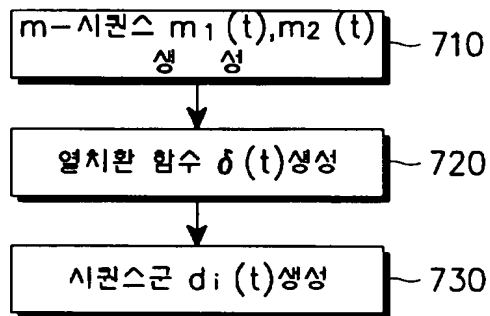 m-시퀀스 m1 (t),m2 (t)
생 성
710
열치환 함수 δ (t)생성
720
시퀀스군 di (t)생성
730